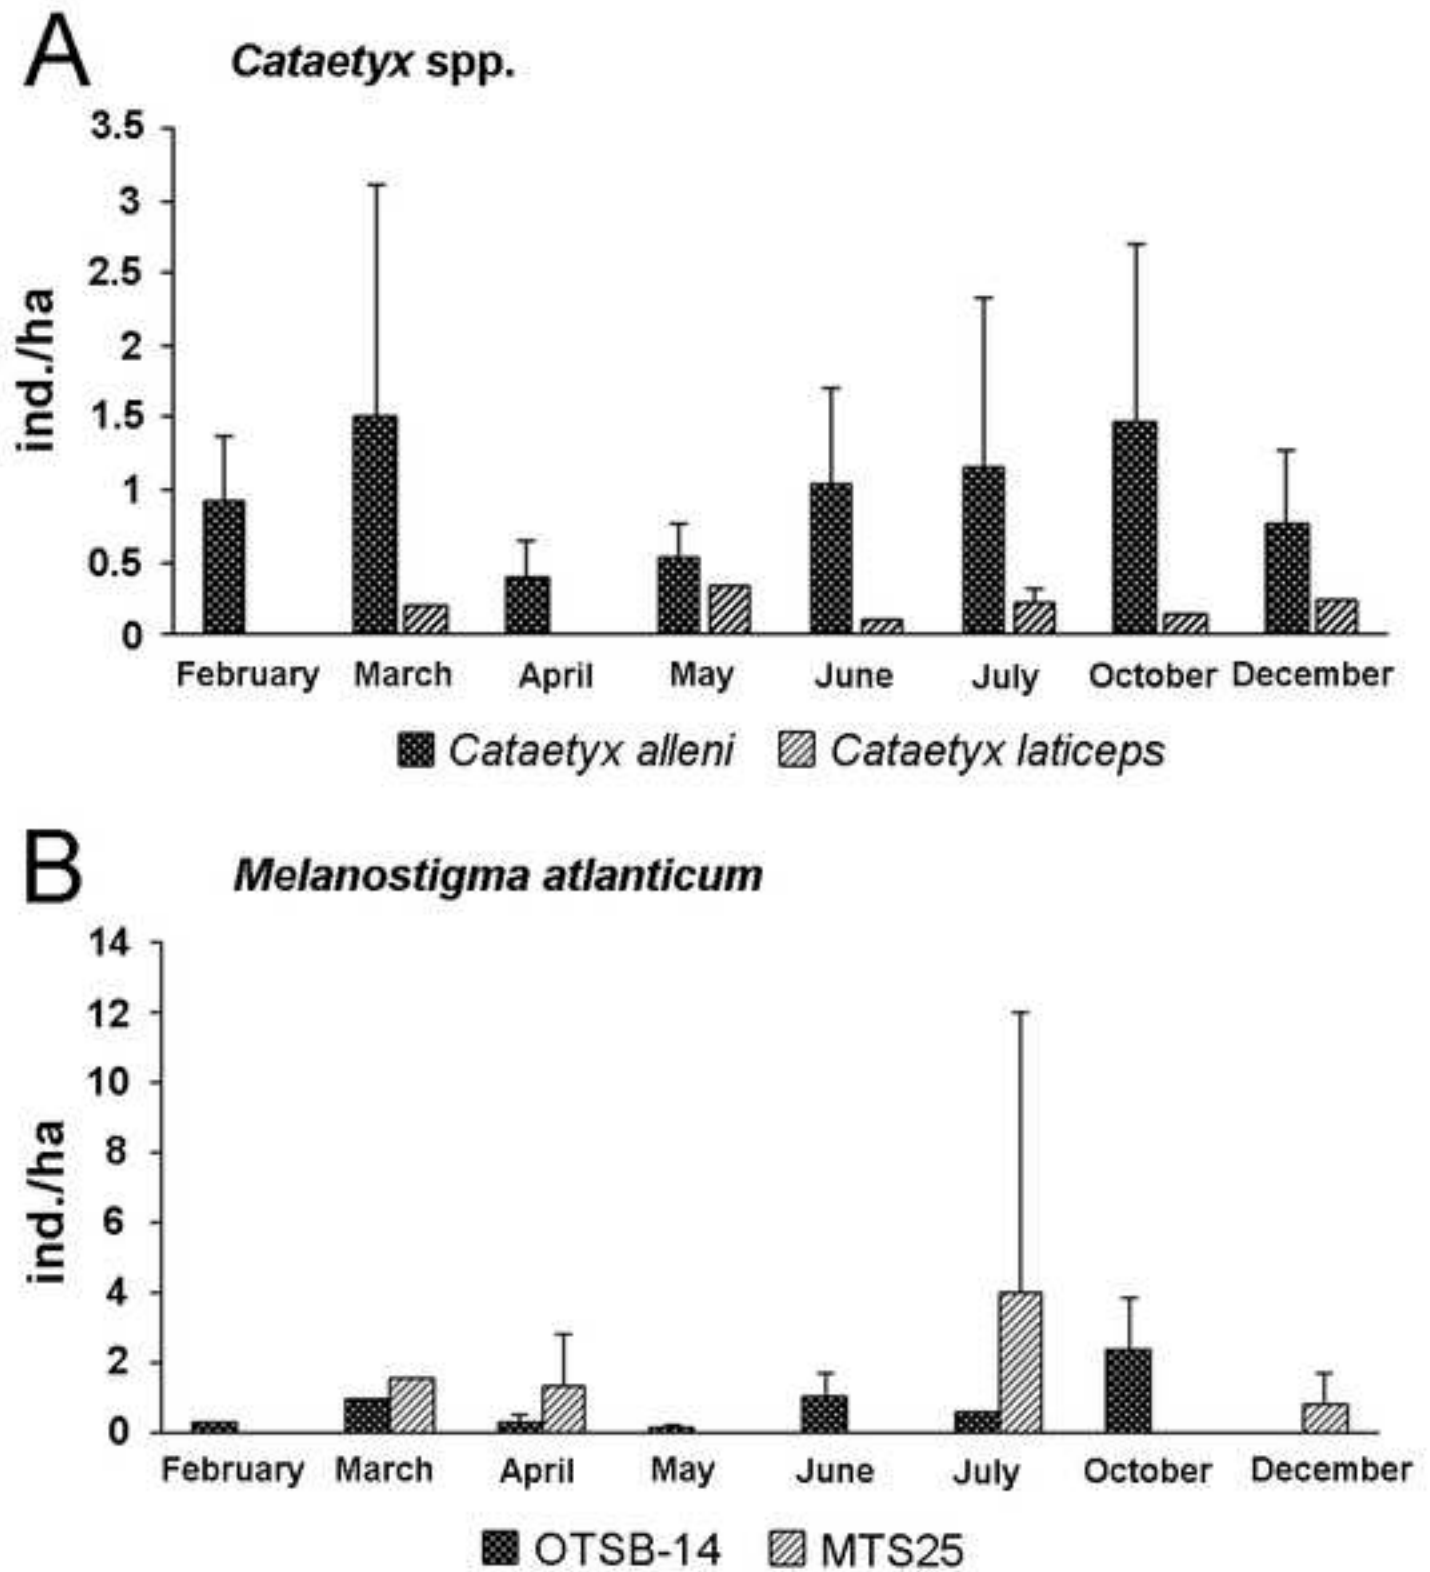 A
Cataetyx spp.
3.5
3
2.5
2
1.5
1
0.5
0
ind./ha
February March April May June July October December
Cataetyx alleni Cataetyx laticeps
B
Melanostigma atlanticum
14
12
10
8
6
4
2
0
ind./ha
February March April May June July October December
OTSB-14 MTS25